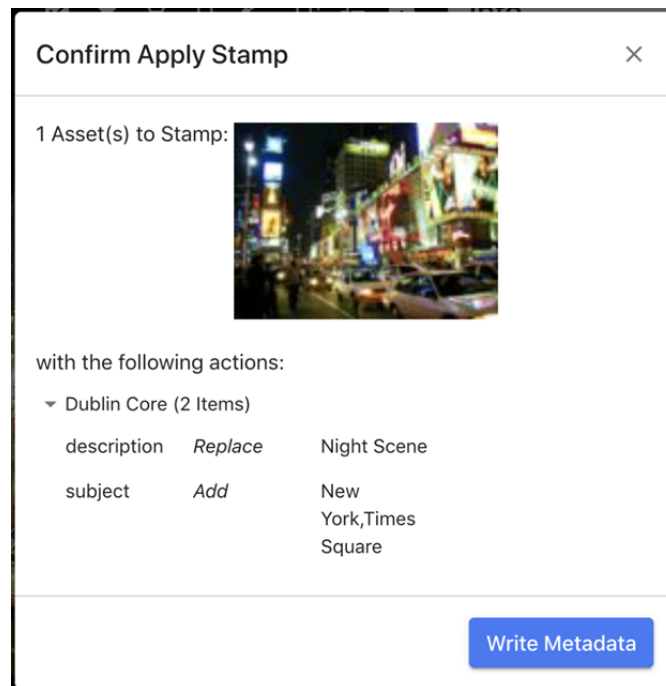 Confirm Apply Stamp
1 Asset(s) to Stamp:
with the following actions:
Dublin Core (2 Items)
description Replace Night Scene
subject Add New
York,Times
Square
Write Metadata